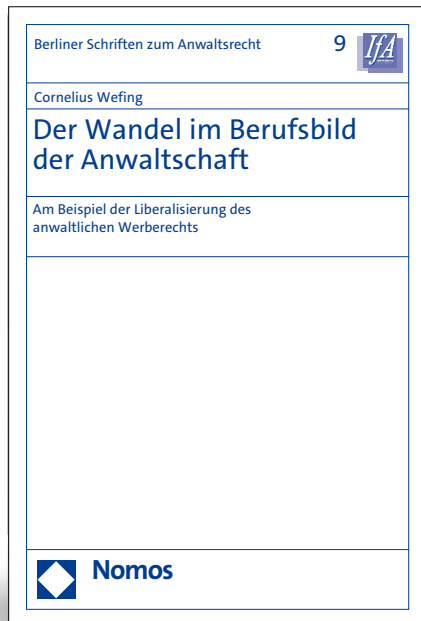 Berliner Schriften zum Anwaltsrecht 9 IfA
Cornelius Wefing
Der Wandel im Berufsbild
der Anwaltschaft
Am Beispiel der Liberalisierung des
anwaltlichen Werberechts
Nomos